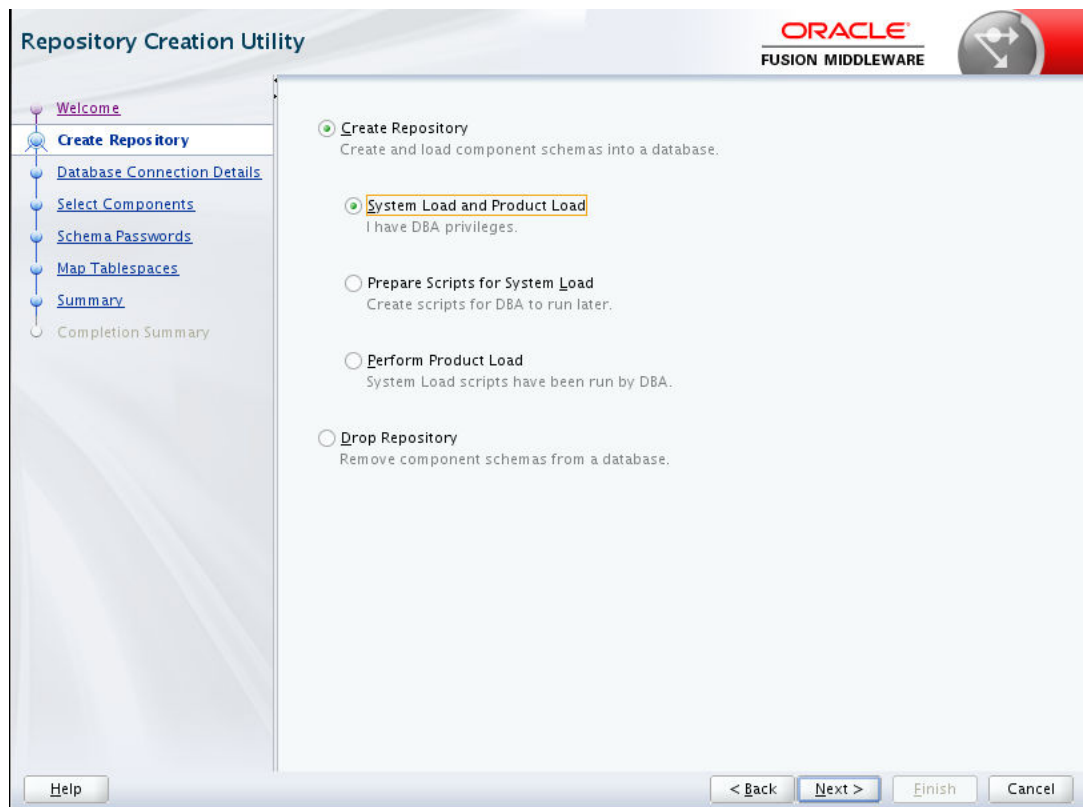 Repository Creation Utility
ORACLE
FUSION MIDDLEWARE
Welcome
Create Repository
Database Connection Details
Select Components
Schema Passwords
Map Tablespaces
Summary
Completion Summary
Create Repository
Create and load component schemas into a database.
System Load and Product Load
I have DBA privileges.
Prepare Scripts for System Load
Create scripts for DBA to run later.
Perform Product Load
System Load scripts have been run by DBA.
Drop Repository
Remove component schemas from a database.
Help
< Back
Next >
Finish
Cancel